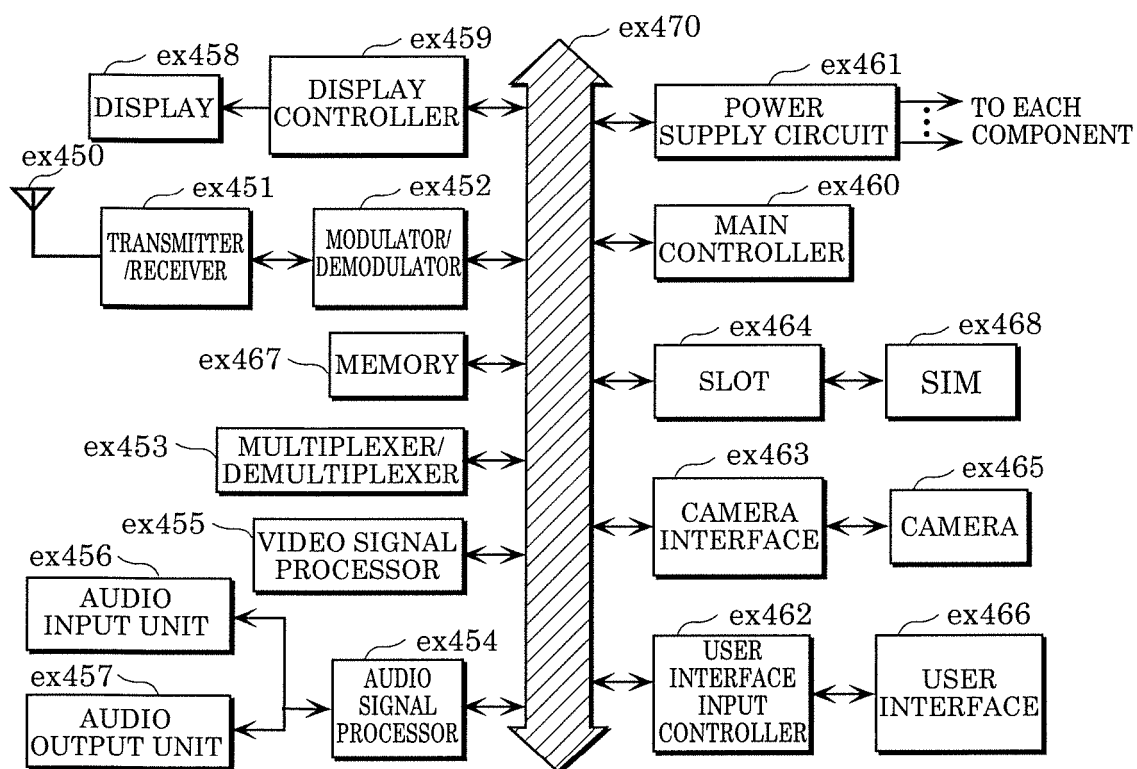 ex458
DISPLAY
ex459
DISPLAY
CONTROLLER
ex470
ex461
POWER
SUPPLY CIRCUIT
TO EACH
COMPONENT
ex450
ex451
TRANSMITTER
/RECEIVER
ex452
MODULATOR/
DEMODULATOR
ex460
MAIN
CONTROLLER
ex467
MEMORY
ex464
SLOT
ex468
SIM
ex453
MULTIPLEXER/
DEMULTIPLEXER
ex463
CAMERA
INTERFACE
ex465
CAMERA
ex455
VIDEO SIGNAL
PROCESSOR
ex456
AUDIO
INPUT UNIT
ex457
AUDIO
OUTPUT UNIT
ex454
AUDIO
SIGNAL
PROCESSOR
ex462
USER
INTERFACE
INPUT
CONTROLLER
ex466
USER
INTERFACE